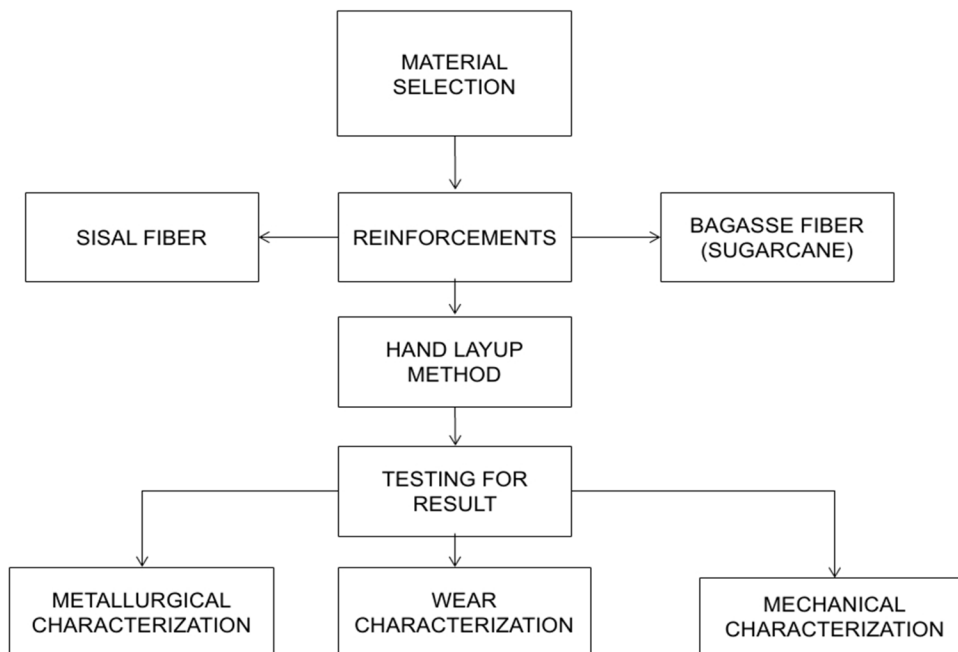 MATERIAL
SELECTION
SISAL FIBER
REINFORCEMENTS
BAGASSE FIBER
(SUGARCANE)
HAND LAYUP
METHOD
TESTING FOR
RESULT
METALLURGICAL
CHARACTERIZATION
WEAR
CHARACTERIZATION
MECHANICAL
CHARACTERIZATION